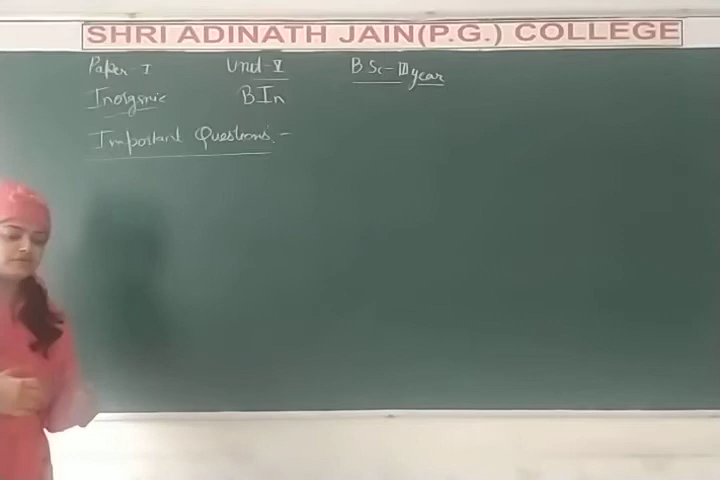 SHRI ADINATH JAIN(P.G.) COLLEGE
Paper-I Unit-V BSc-III year
Inorganic BIn
Important Questions:-